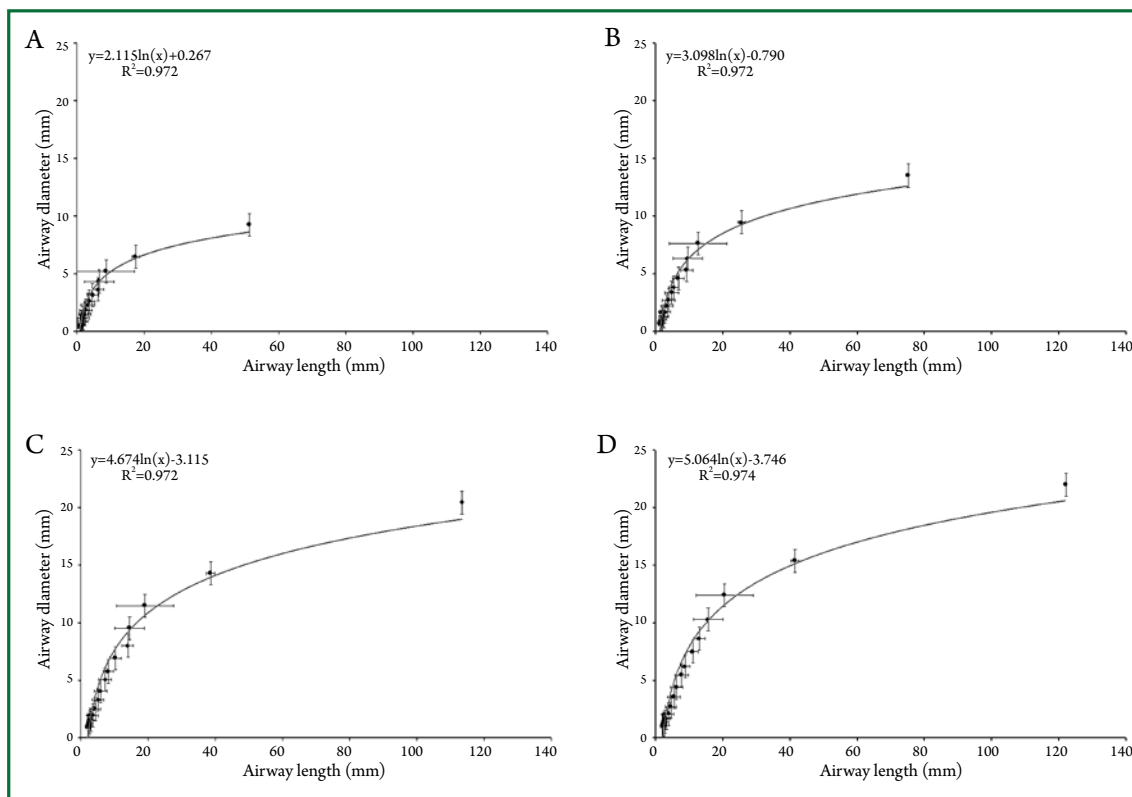 A
y=2.115ln(x)+0.267
R²=0.972
Airway dlameter (mm)
25
20
15
10
5
0
0 20 40 60 80 100 120 140
Airway length (mm)
B
y=3.098ln(x)-0.790
R²=0.972
Airway dlameter (mm)
25
20
15
10
5
0
0 20 40 60 80 100 120 140
Airway length (mm)
C
y=4.674ln(x)-3.115
R²=0.972
Airway dlameter (mm)
25
20
15
10
5
0
0 20 40 60 80 100 120 140
Airway length (mm)
D
y=5.064ln(x)-3.746
R²=0.974
Airway dlameter (mm)
25
20
15
10
5
0
0 20 40 60 80 100 120 140
Airway length (mm)